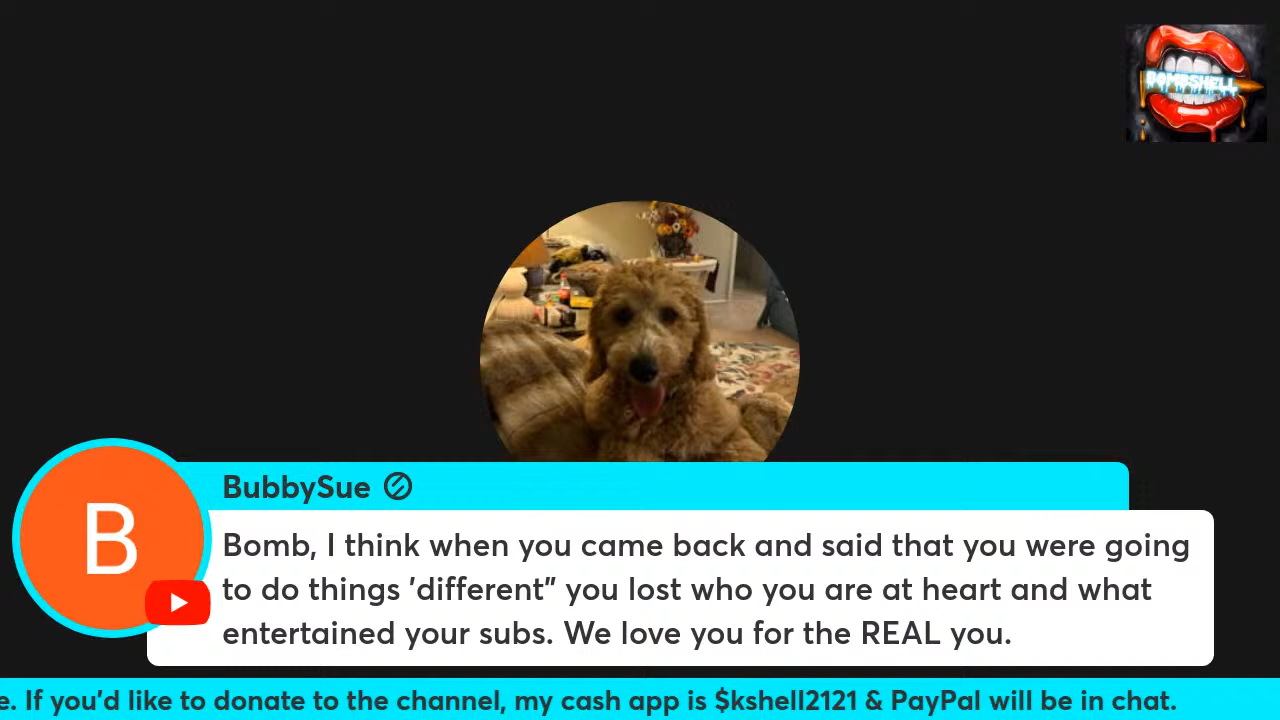 BOMBSHELL
B
BubbySue
Bomb, I think when you came back and said that you were going
to do things 'different" you lost who you are at heart and what
entertained your subs. We love you for the REAL you.
e. If you'd like to donate to the channel, my cash app is $kshell2121 & PayPal will be in chat.